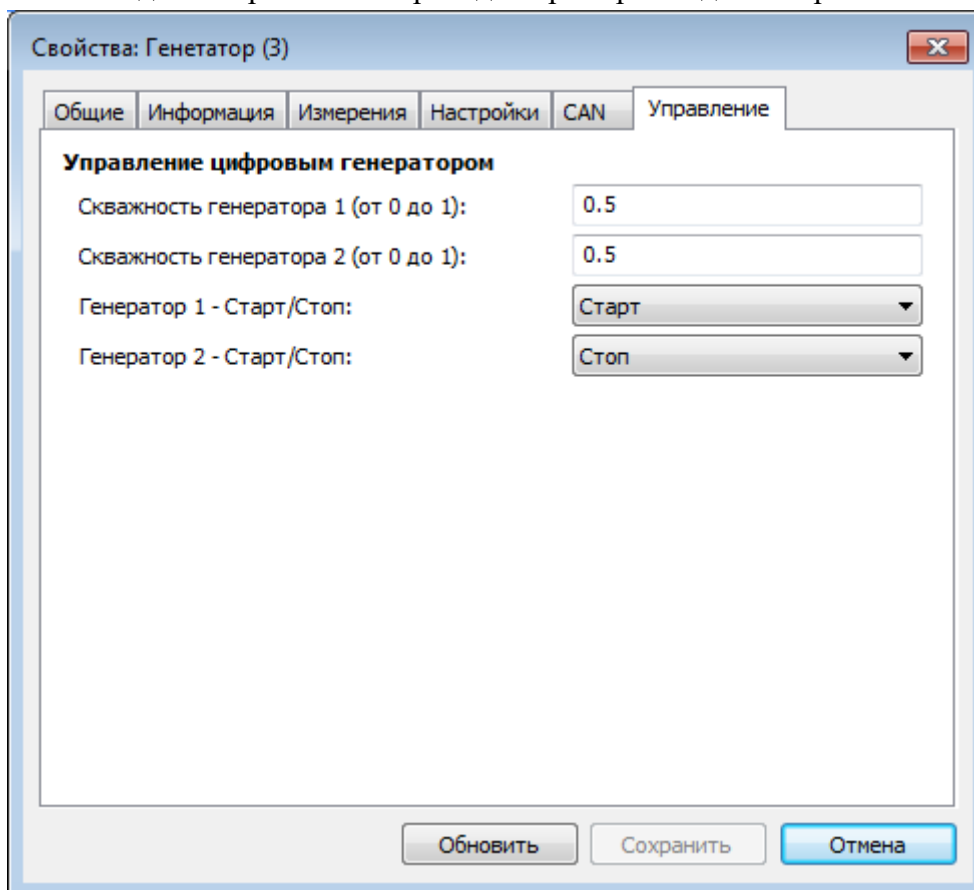 Свойства: Генетатор (3)
Общие Информация Измерения Настройки CAN Управление
Управление цифровым генератором
Скважность генератора 1 (от 0 до 1): 0.5
Скважность генератора 2 (от 0 до 1): 0.5
Генератор 1 - Старт/Стоп: Старт
Генератор 2 - Старт/Стоп: Стоп
Обновить Сохранить Отмена